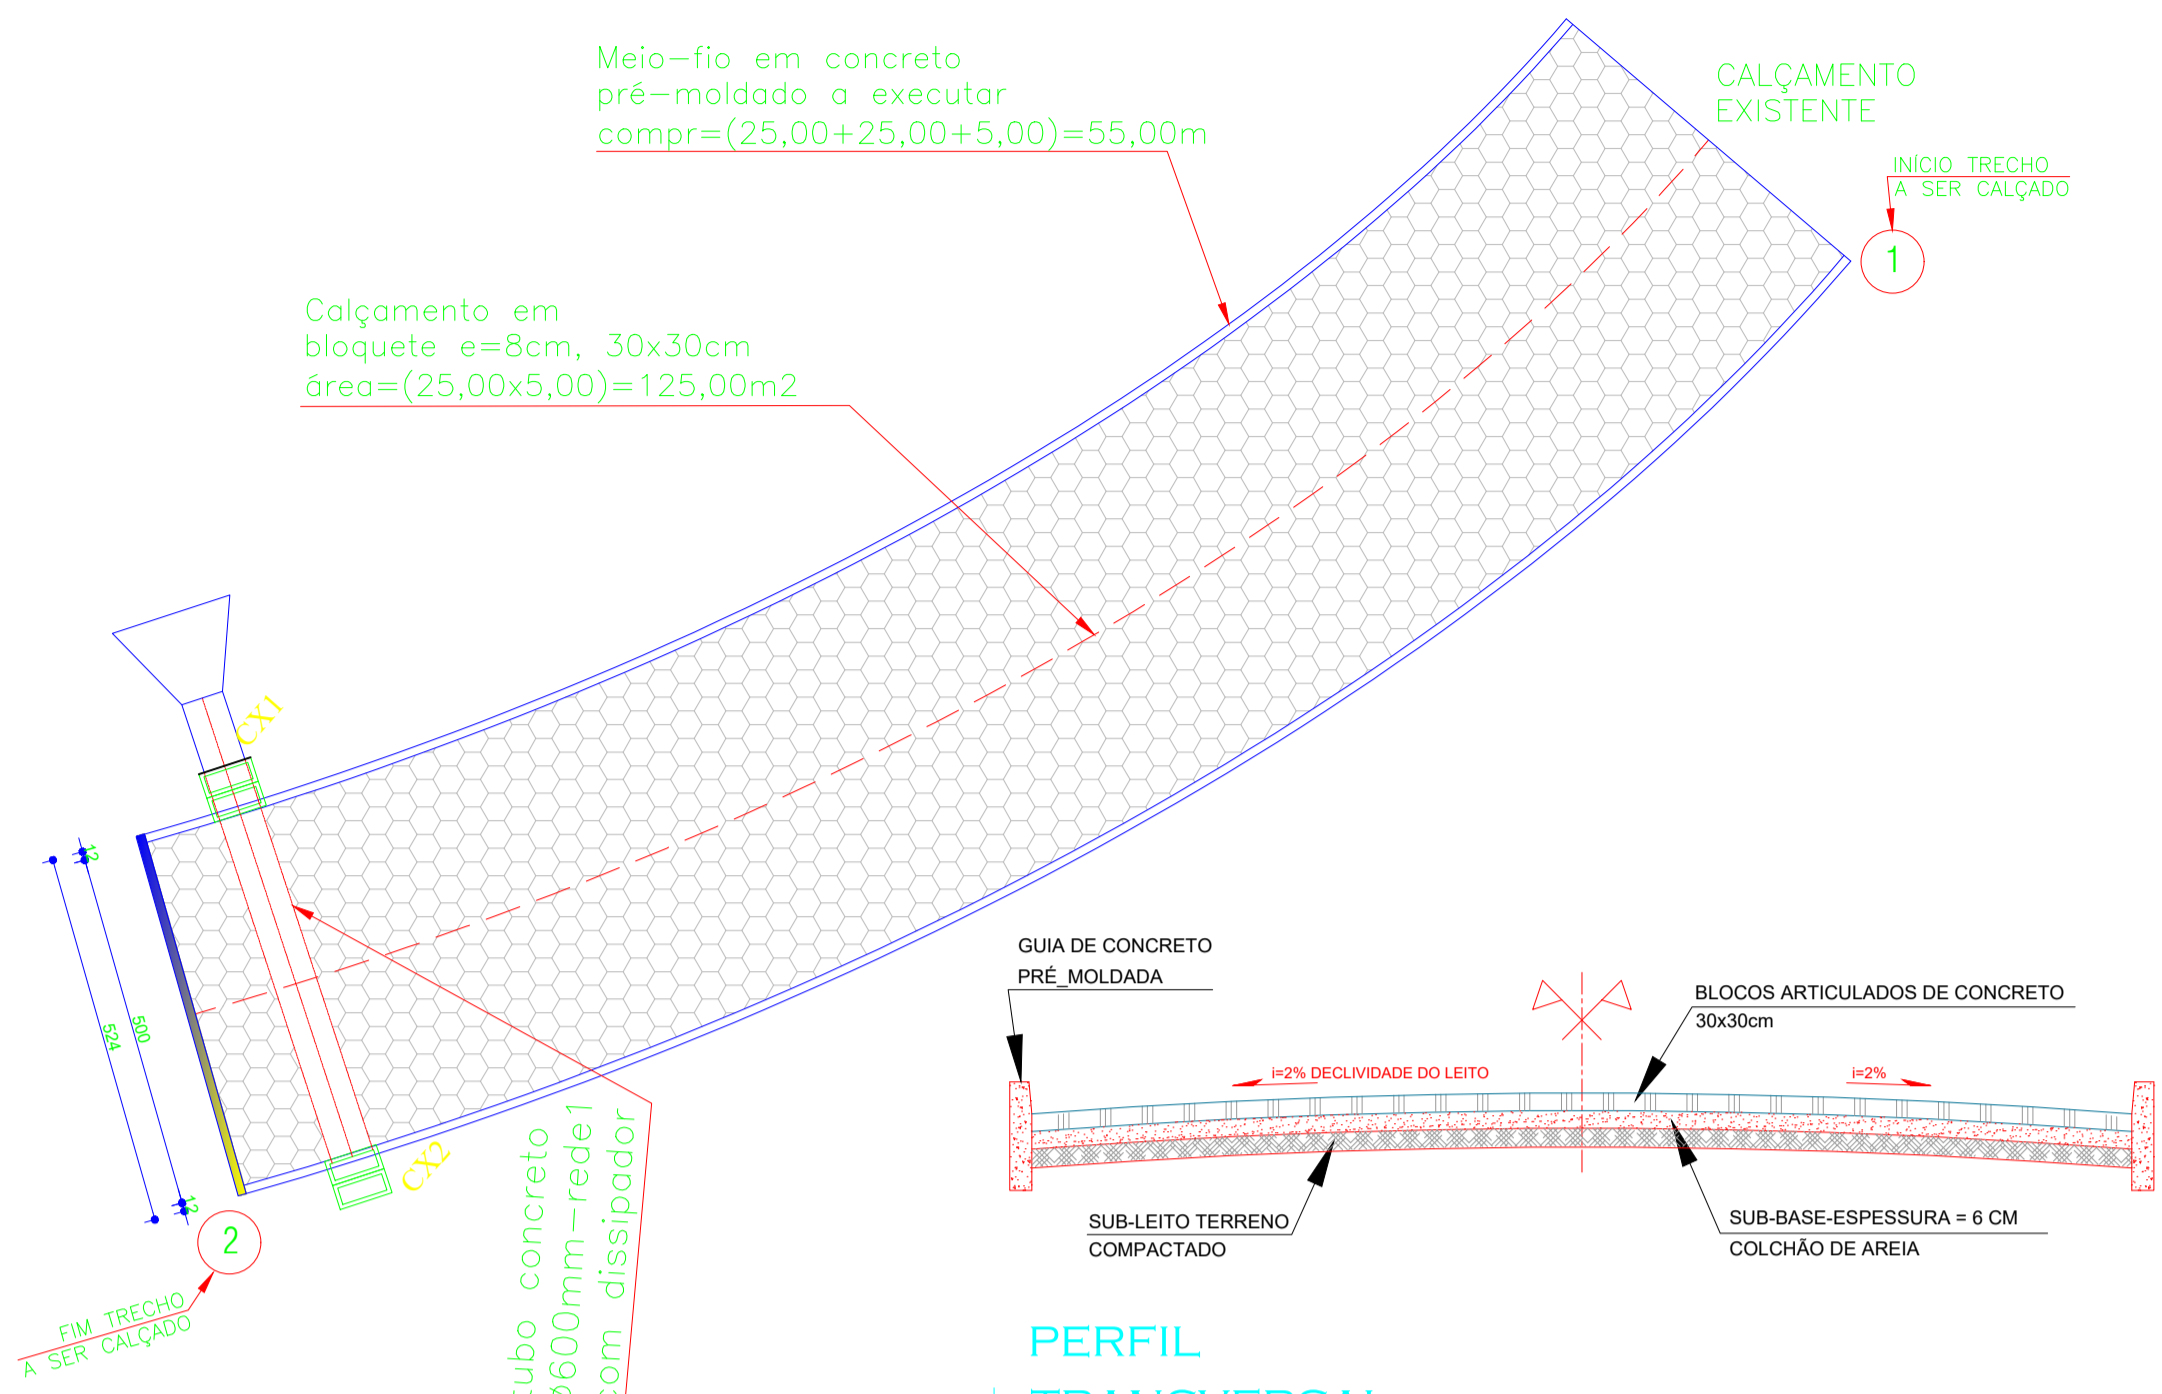 Meio-fio em concreto
pré-moldado a executar
compr=(25,00+25,00+5,00)=55,00m
CALÇAMENTO
EXISTENTE
INÍCIO TRECHO
A SER CALÇADO
1
Calçamento em
bloquete e=8cm, 30x30cm
área=(25,00x5,00)=125,00m2
CX1
12
500
524
12
CX2
2
FIM TRECHO
A SER CALÇADO
tubo concreto
Ø600mm-rede1
com dissipador
GUIA DE CONCRETO
PRÉ_MOLDADA
BLOCOS ARTICULADOS DE CONCRETO
30x30cm
i=2% DECLIVIDADE DO LEITO
i=2%
SUB-LEITO TERRENO
COMPACTADO
SUB-BASE-ESPESSURA = 6 CM
COLCHÃO DE AREIA
PERFIL